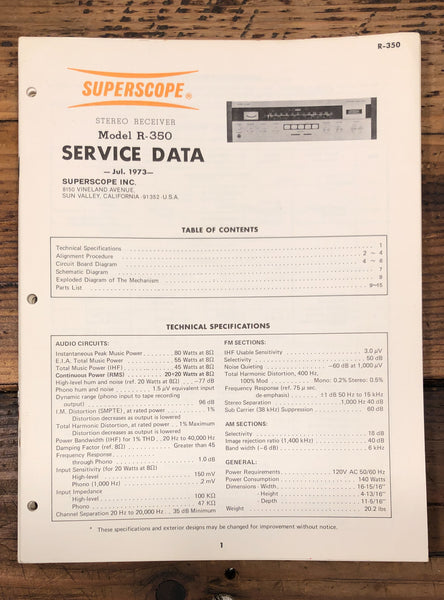 R-350
SUPERSCOPE®
STEREO RECEIVER
Model R-350
SERVICE DATA
—Jul. 1973—
SUPERSCOPE INC.
8150 VINELAND AVENUE,
SUN VALLEY, CALIFORNIA · 91352 · U.S.A.
TABLE OF CONTENTS
Technical Specifications 1
Alignment Procedure 2 ~ 4
Circuit Board Diagram 4 ~ 6
Schematic Diagram 7
Exploded Diagram of The Mechanism 8
Parts List 9~15
TECHNICAL SPECIFICATIONS
AUDIO CIRCUITS:
Instantaneous Peak Music Power 80 Watts at 8Ω
E.I.A. Total Music Power 55 Watts at 8Ω
Total Music Power (IHF) 45 Watts at 8Ω
Continuous Power (RMS) 20+20 Watts at 8Ω
High-level hum and noise (ref. 20 Watts at 8Ω) −77 dB
Phono hum and noise 1.5 μV equivalent input
Dynamic range (phono input to tape recording
output) 96 dB
I.M. Distortion (SMPTE), at rated power 1%
Distortion decreases as output is lowered
Total Harmonic Distortion, at rated power 1% Maximum
Distortion decreases as output is lowered
Power Bandwidth (IHF) for 1% THD 20 Hz to 40,000 Hz
Damping Factor (ref. 8Ω) Greater than 45
Frequency Response
through Phono 1.0 dB
Input Sensitivity (for 20 Watts at 8Ω)
High-level 150 mV
Phono (1,000 Hz) 2 mV
Input Impedance
High-level 100 KΩ
Phono 47 KΩ
Channel Separation 20 Hz to 20,000 Hz 35 dB Minimum
FM SECTIONS:
IHF Usable Sensitivity 3.0 μV
Selectivity 50 dB
Noise Quieting −60 dB at 1,000 μV
Total Harmonic Distortion, 400 Hz,
100% Mod. Mono: 0.2% Stereo: 0.5%
Frequency Response (ref. 75 μ sec.
de-emphasis) ±1 dB 50 Hz to 15 kHz
Stereo Separation 1,000 Hz 40 dB
Sub Carrier (38 kHz) Suppression 60 dB
AM SECTIONS:
Selectivity 16 dB
Image rejection ratio (1,400 kHz) 40 dB
Band width (−6 dB) 6 kHz
GENERAL:
Power Requirements 120V AC 50/60 Hz
Power Consumption 140 Watts
Dimensions - Width 16-15/16"
- Height 4-13/16"
- Depth 11-5/16"
Weight 20.2 lbs
* These specifications and exterior designs may be changed for improvement without notice.
1